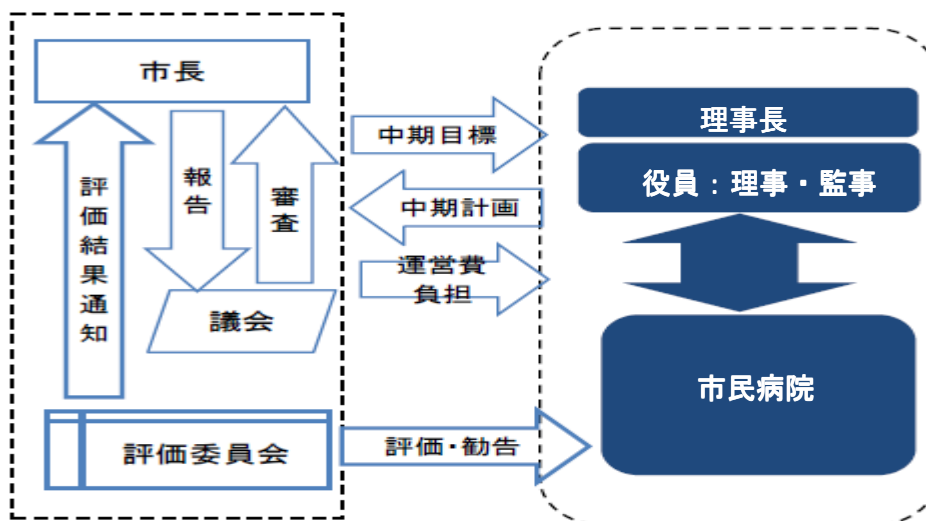 市長
評価結果通知
報告
審査
議会
評価委員会
中期目標
中期計画
運営費
負担
評価・勧告
理事長
役員：理事・監事
市民病院